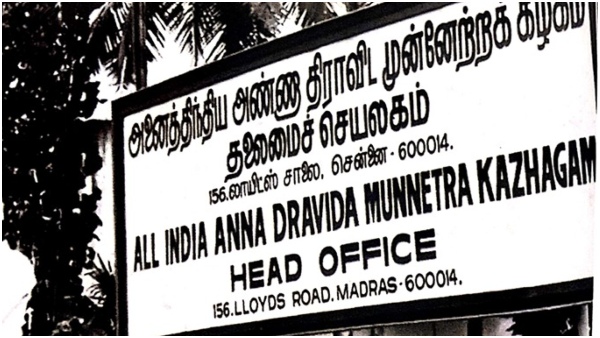 அனைத்திந்திய அண்ணா திராவிட முன்னேற்றக் கழகம்
தலைமைச் செயலகம்
156.லாயிட்ஸ் சாலை, சென்னை - 600014.
ALL INDIA ANNA DRAVIDA MUNNETRA KAZHAGAM
HEAD OFFICE
156.LLOYDS ROAD. MADRAS-600014.